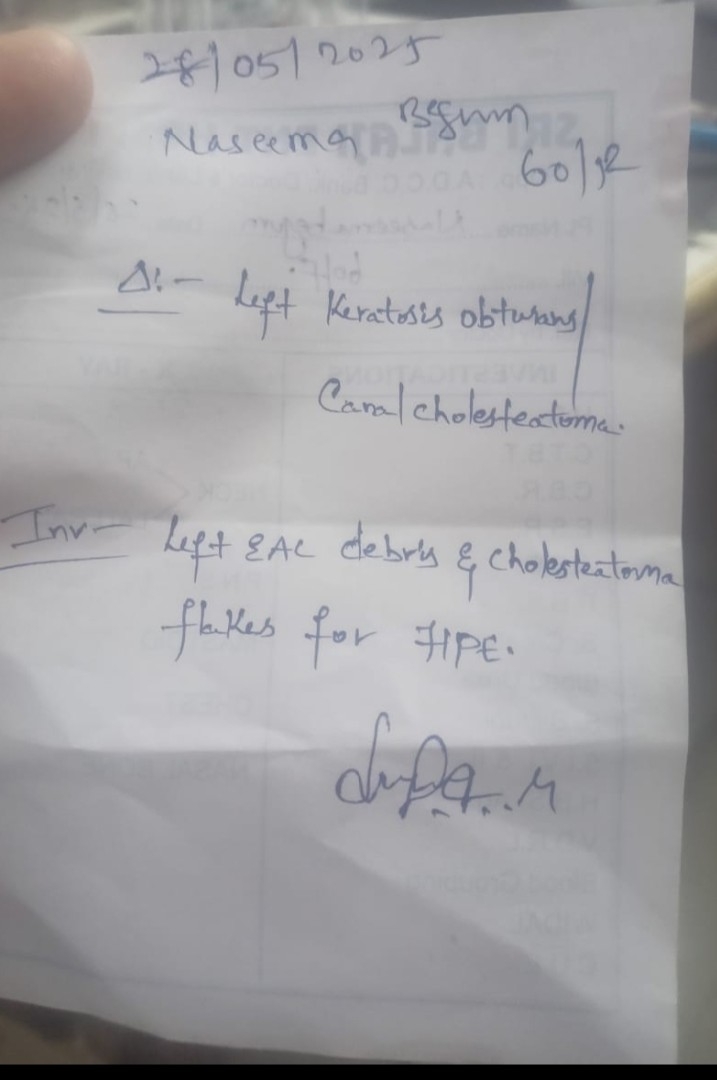 28/05/2025
Naseema Begum
60/
Δ:- Left Keratosis obturans/
Canal cholesteatoma.
Inv- Left EAC debris & cholesteatoma
flakes for HPE.